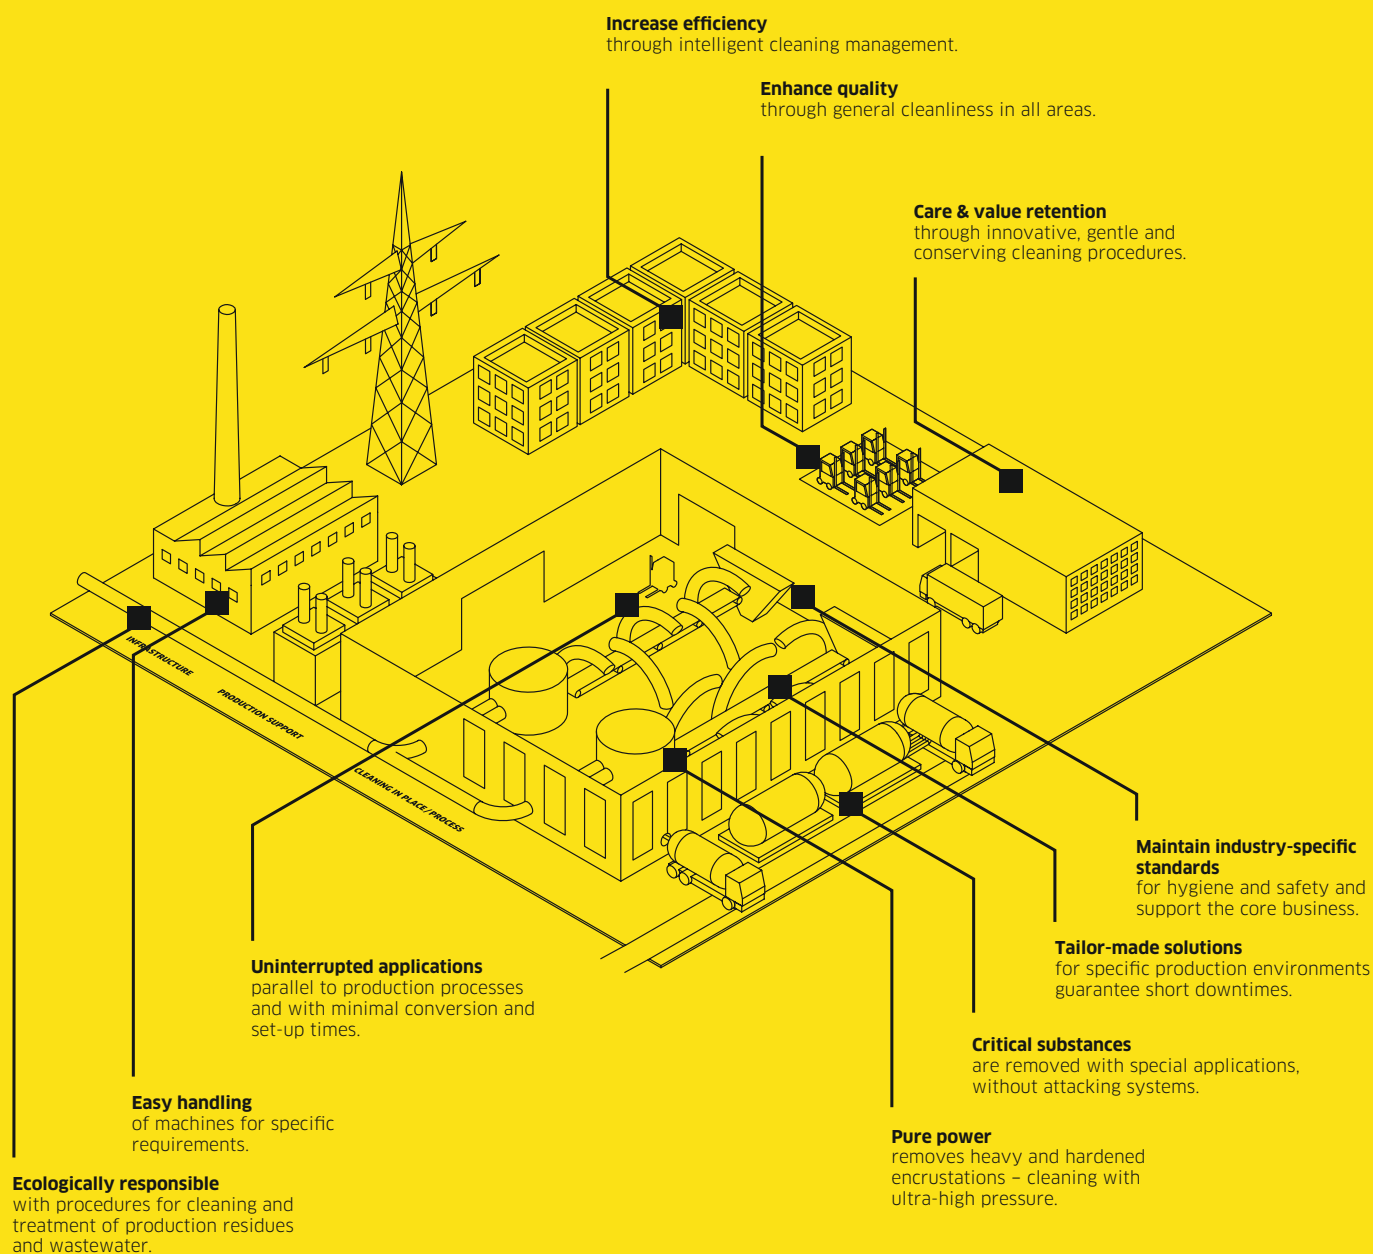 Increase efficiency
through intelligent cleaning management.
Enhance quality
through general cleanliness in all areas.
Care & value retention
through innovative, gentle and
conserving cleaning procedures.
INFRASTRUCTURE
PRODUCTION SUPPORT
CLEANING IN PLACE/PROCESS
Maintain industry-specific
standards
for hygiene and safety and
support the core business.
Tailor-made solutions
for specific production environments
guarantee short downtimes.
Uninterrupted applications
parallel to production processes
and with minimal conversion and
set-up times.
Critical substances
are removed with special applications,
without attacking systems.
Easy handling
of machines for specific
requirements.
Pure power
removes heavy and hardened
encrustations – cleaning with
ultra-high pressure.
Ecologically responsible
with procedures for cleaning and
treatment of production residues
and wastewater.